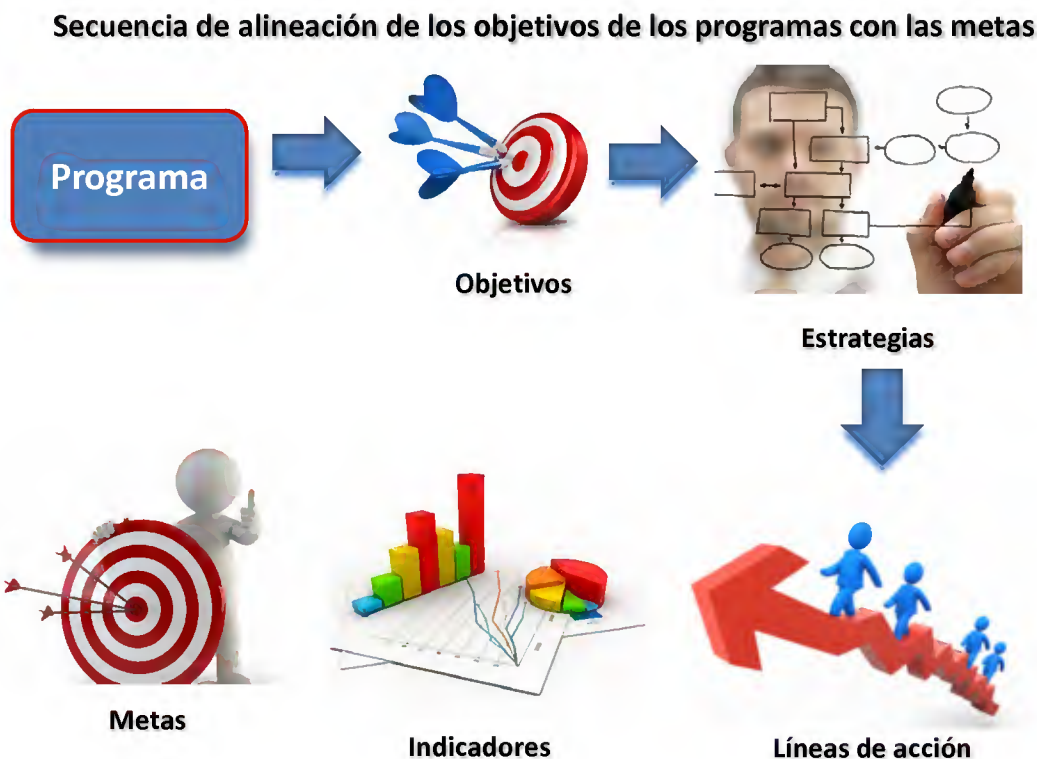 Secuencia de alineación de los objetivos de los programas con las metas
Programa
Objetivos
Estrategias
Metas
Indicadores
Líneas de acción